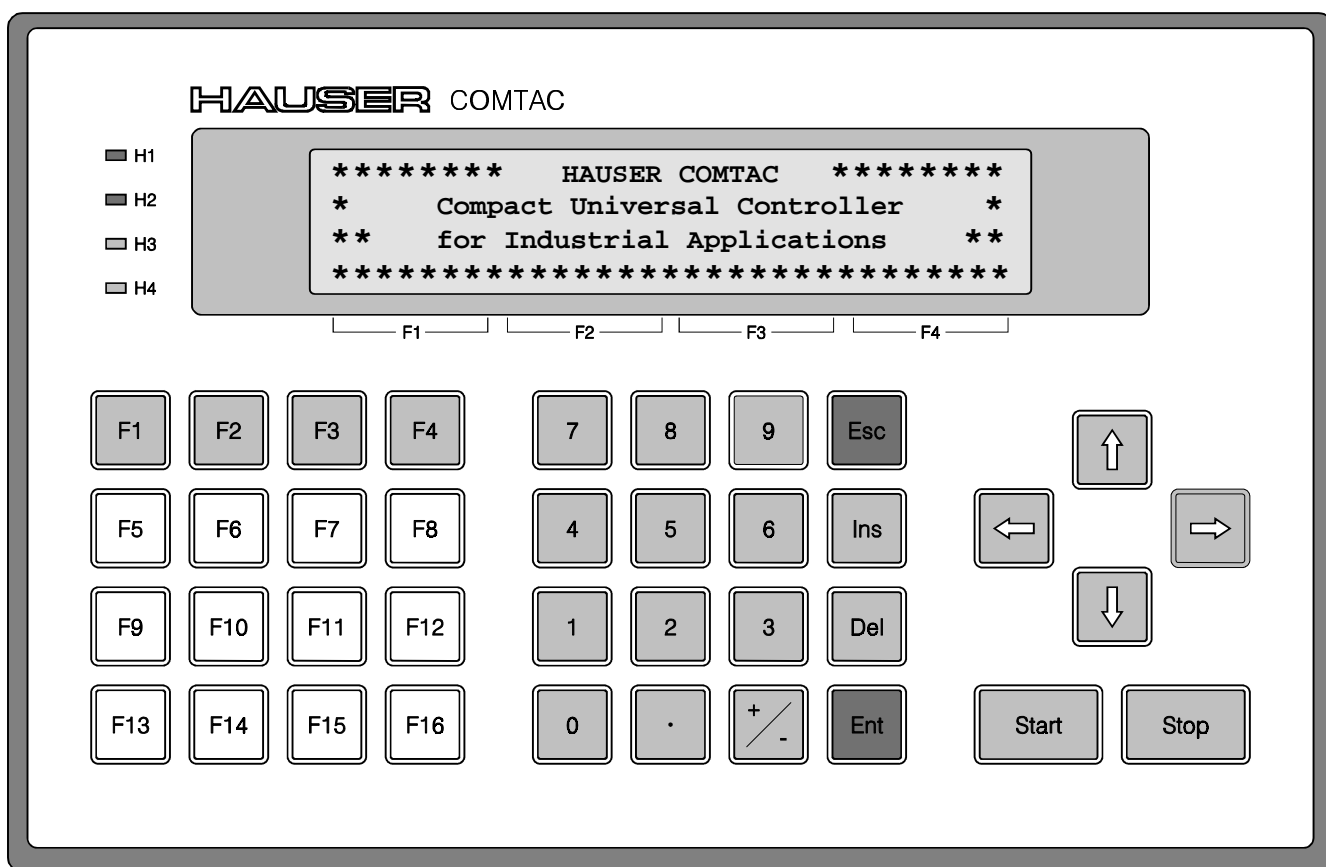 HAUSER COMTAC
H1
H2
H3
H4
******** HAUSER COMTAC ********
* Compact Universal Controller *
** for Industrial Applications **
*******************************
F1 F2 F3 F4
F1 F2 F3 F4 7 8 9 Esc
F5 F6 F7 F8 4 5 6 Ins
F9 F10 F11 F12 1 2 3 Del
F13 F14 F15 F16 0 . +/- Ent Start Stop